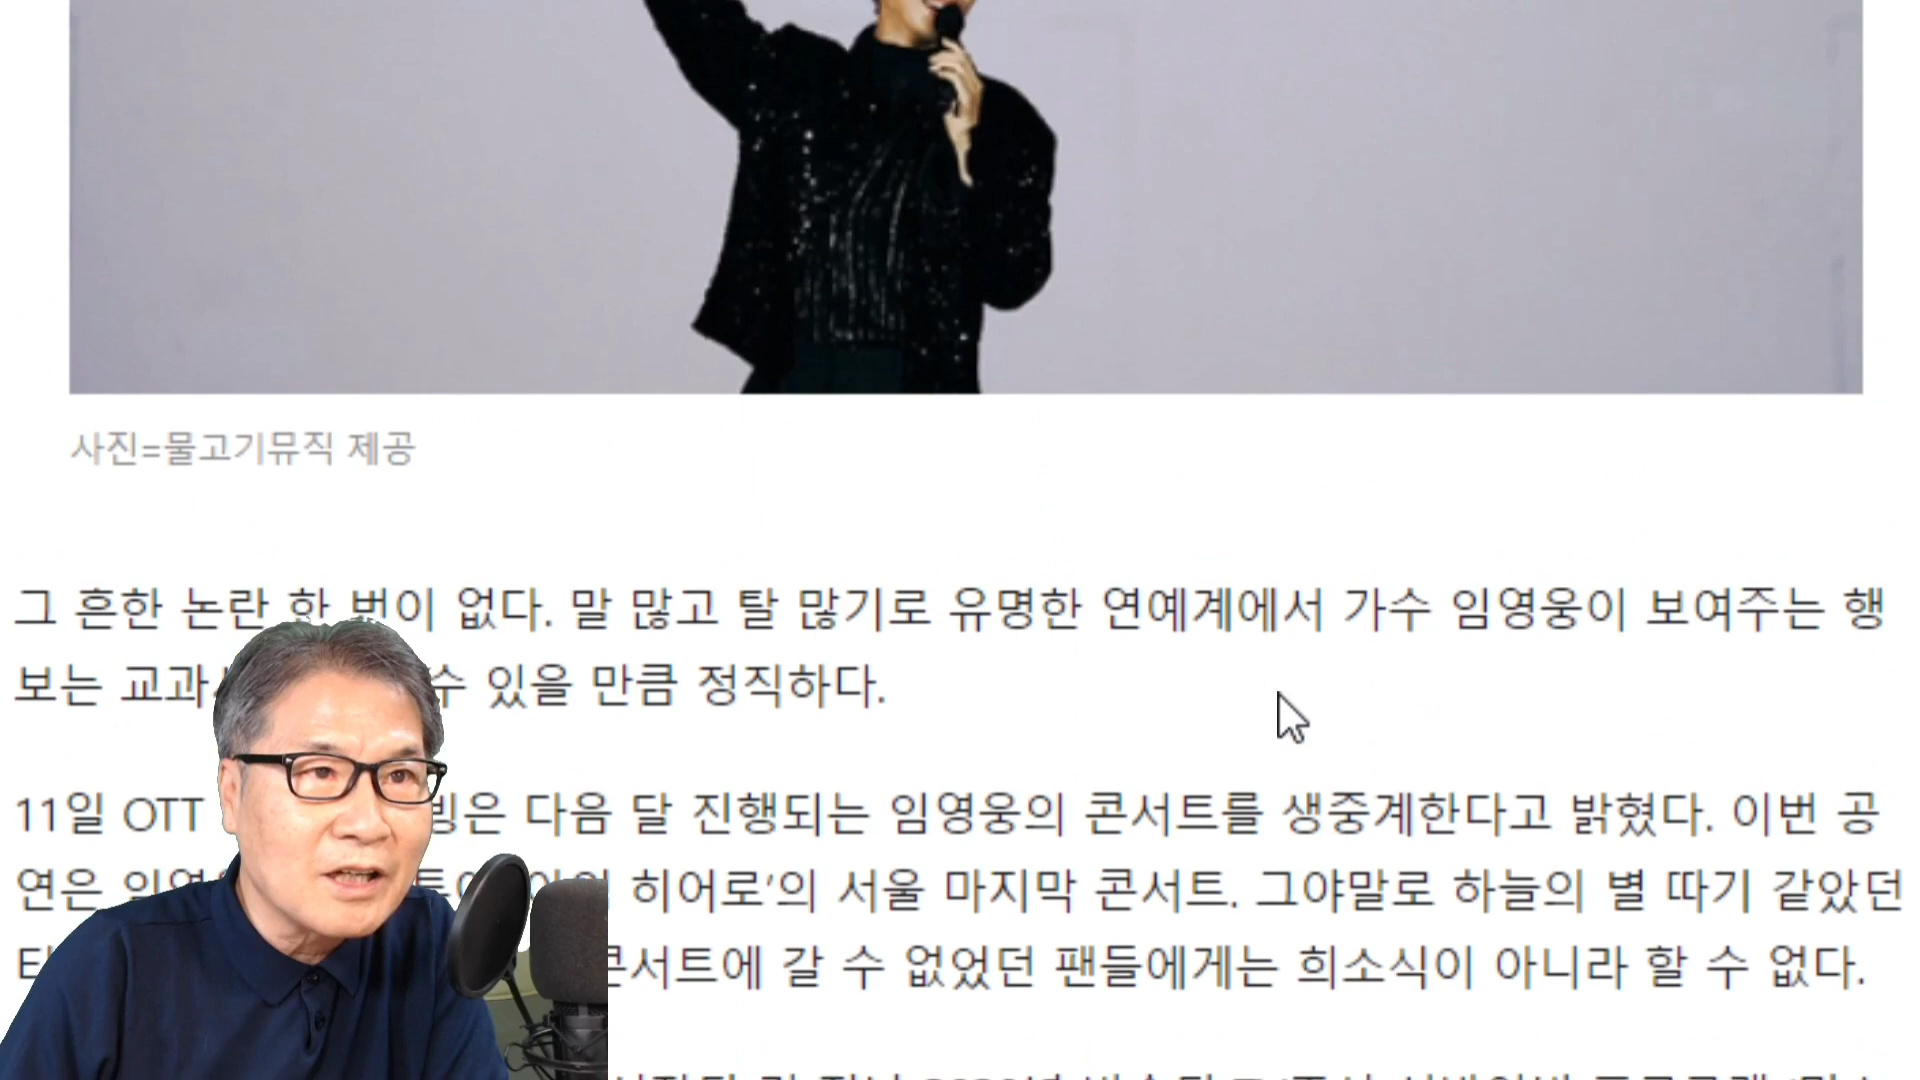 사진=물고기뮤직 제공
그 흔한 논란 한 번이 없다. 말 많고 탈 많기로 유명한 연예계에서 가수 임영웅이 보여주는 행
보는 수 있을 만큼 정직하다.
11일 OTT 다음 달 진행되는 임영웅의 콘서트를 생중계한다고 밝혔다. 이번 공
연은 히어로'의 서울 마지막 콘서트. 그야말로 하늘의 별 따기 같았던
콘서트에 갈 수 없었던 팬들에게는 희소식이 아니라 할 수 없다.